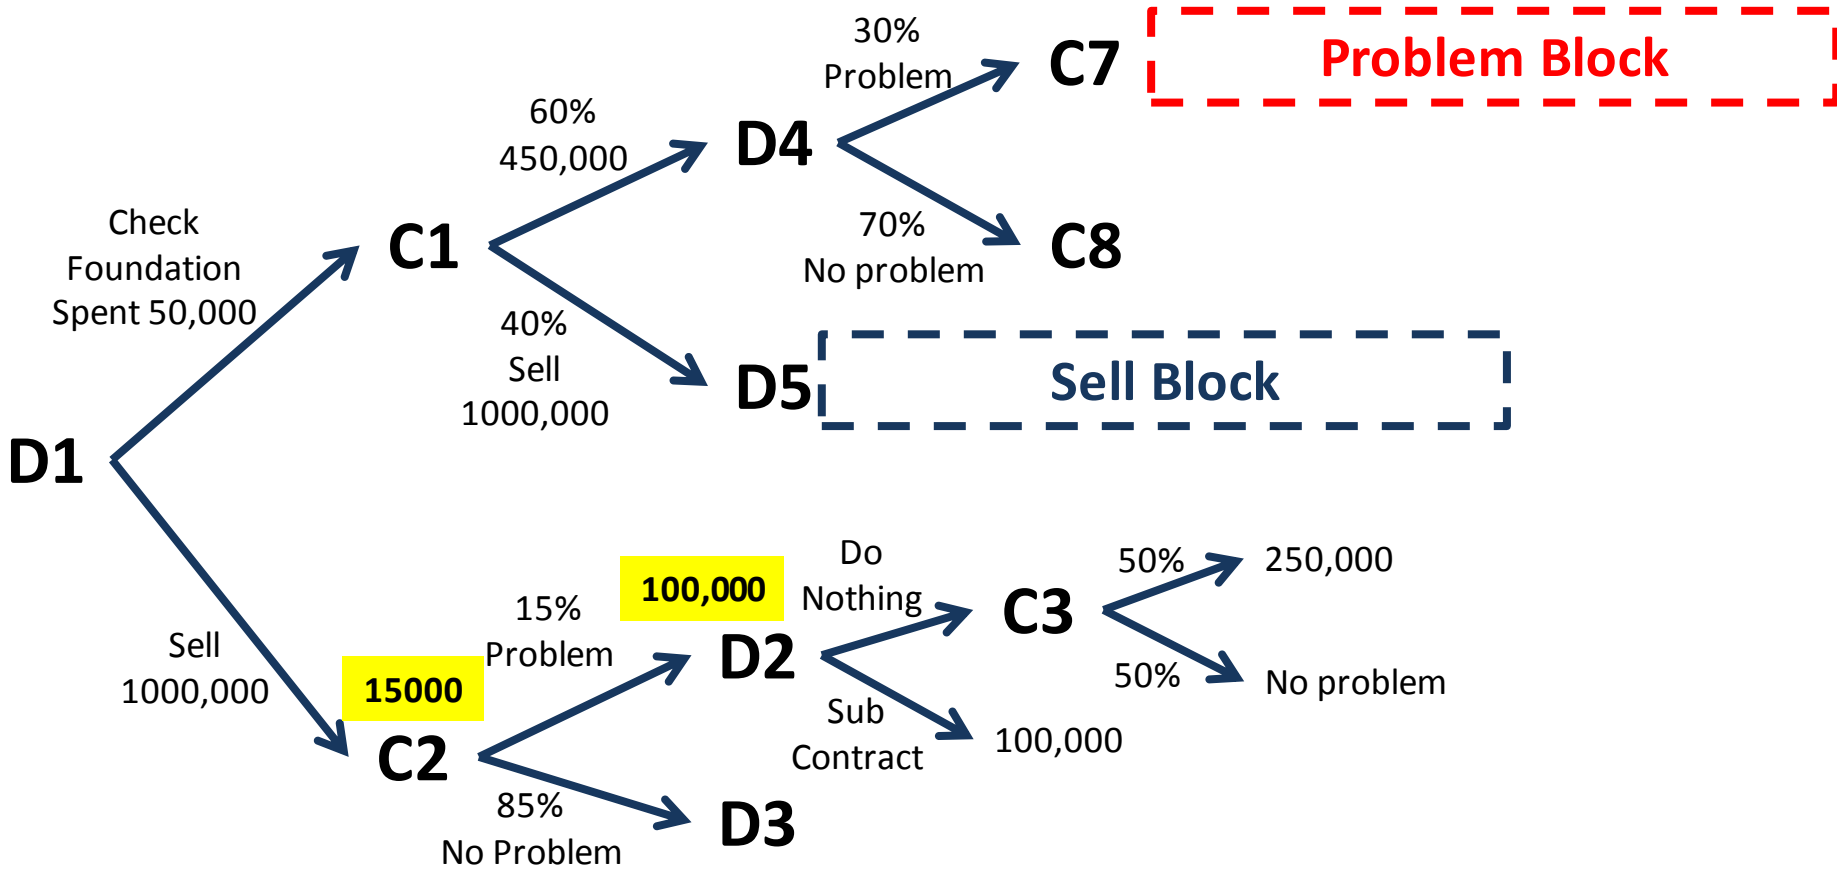 30%
Problem
C7
Problem Block
60%
450,000
D4
Check
Foundation
Spent 50,000
C1
70%
No problem
C8
40%
Sell
1000,000
D5
Sell Block
D1
Sell
1000,000
15000
C2
15%
Problem
100,000
D2
Do
Nothing
C3
50%
250,000
50%
No problem
Sub
Contract
100,000
85%
No Problem
D3